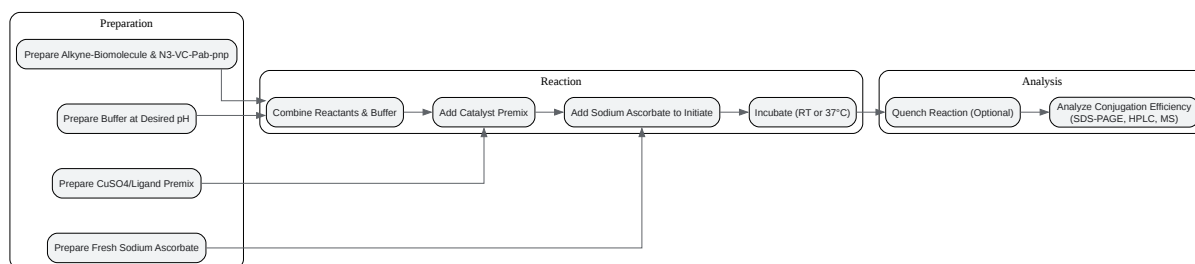 Preparation
Prepare Alkyne-Biomolecule & N3-VC-Pab-pnp
Prepare Buffer at Desired pH
Prepare CuSO4/Ligand Premix
Prepare Fresh Sodium Ascorbate
Reaction
Combine Reactants & Buffer
Add Catalyst Premix
Add Sodium Ascorbate to Initiate
Incubate (RT or 37°C)
Analysis
Quench Reaction (Optional)
Analyze Conjugation Efficiency
(SDS-PAGE, HPLC, MS)